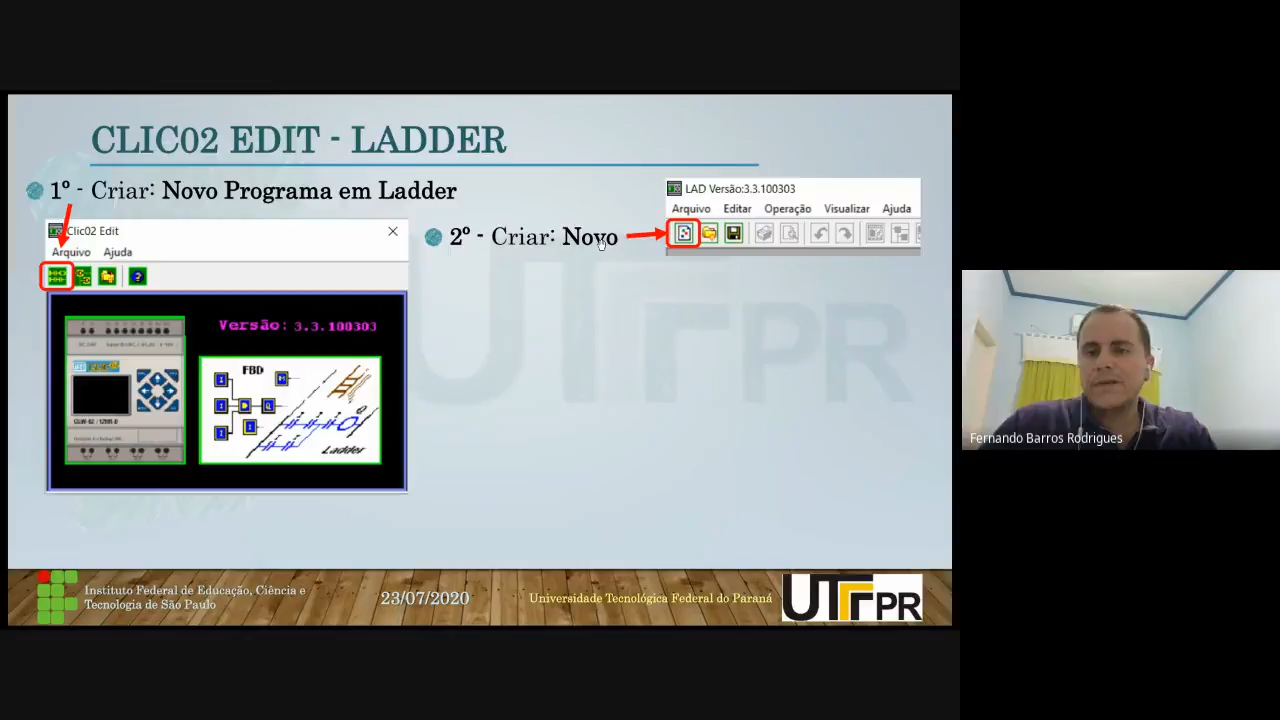 CLIC02 EDIT - LADDER
1º - Criar: Novo Programa em Ladder
Clic02 Edit
Arquivo Ajuda
Versão: 3.3.100303
FBD
Ladder
2º - Criar: Novo
LAD Versão:3.3.100303
Arquivo Editar Operação Visualizar Ajuda
UTFPR
Instituto Federal de Educação, Ciência e
Tecnologia de São Paulo
23/07/2020
Universidade Tecnológica Federal do Paraná
UTFPR
Fernando Barros Rodrigues